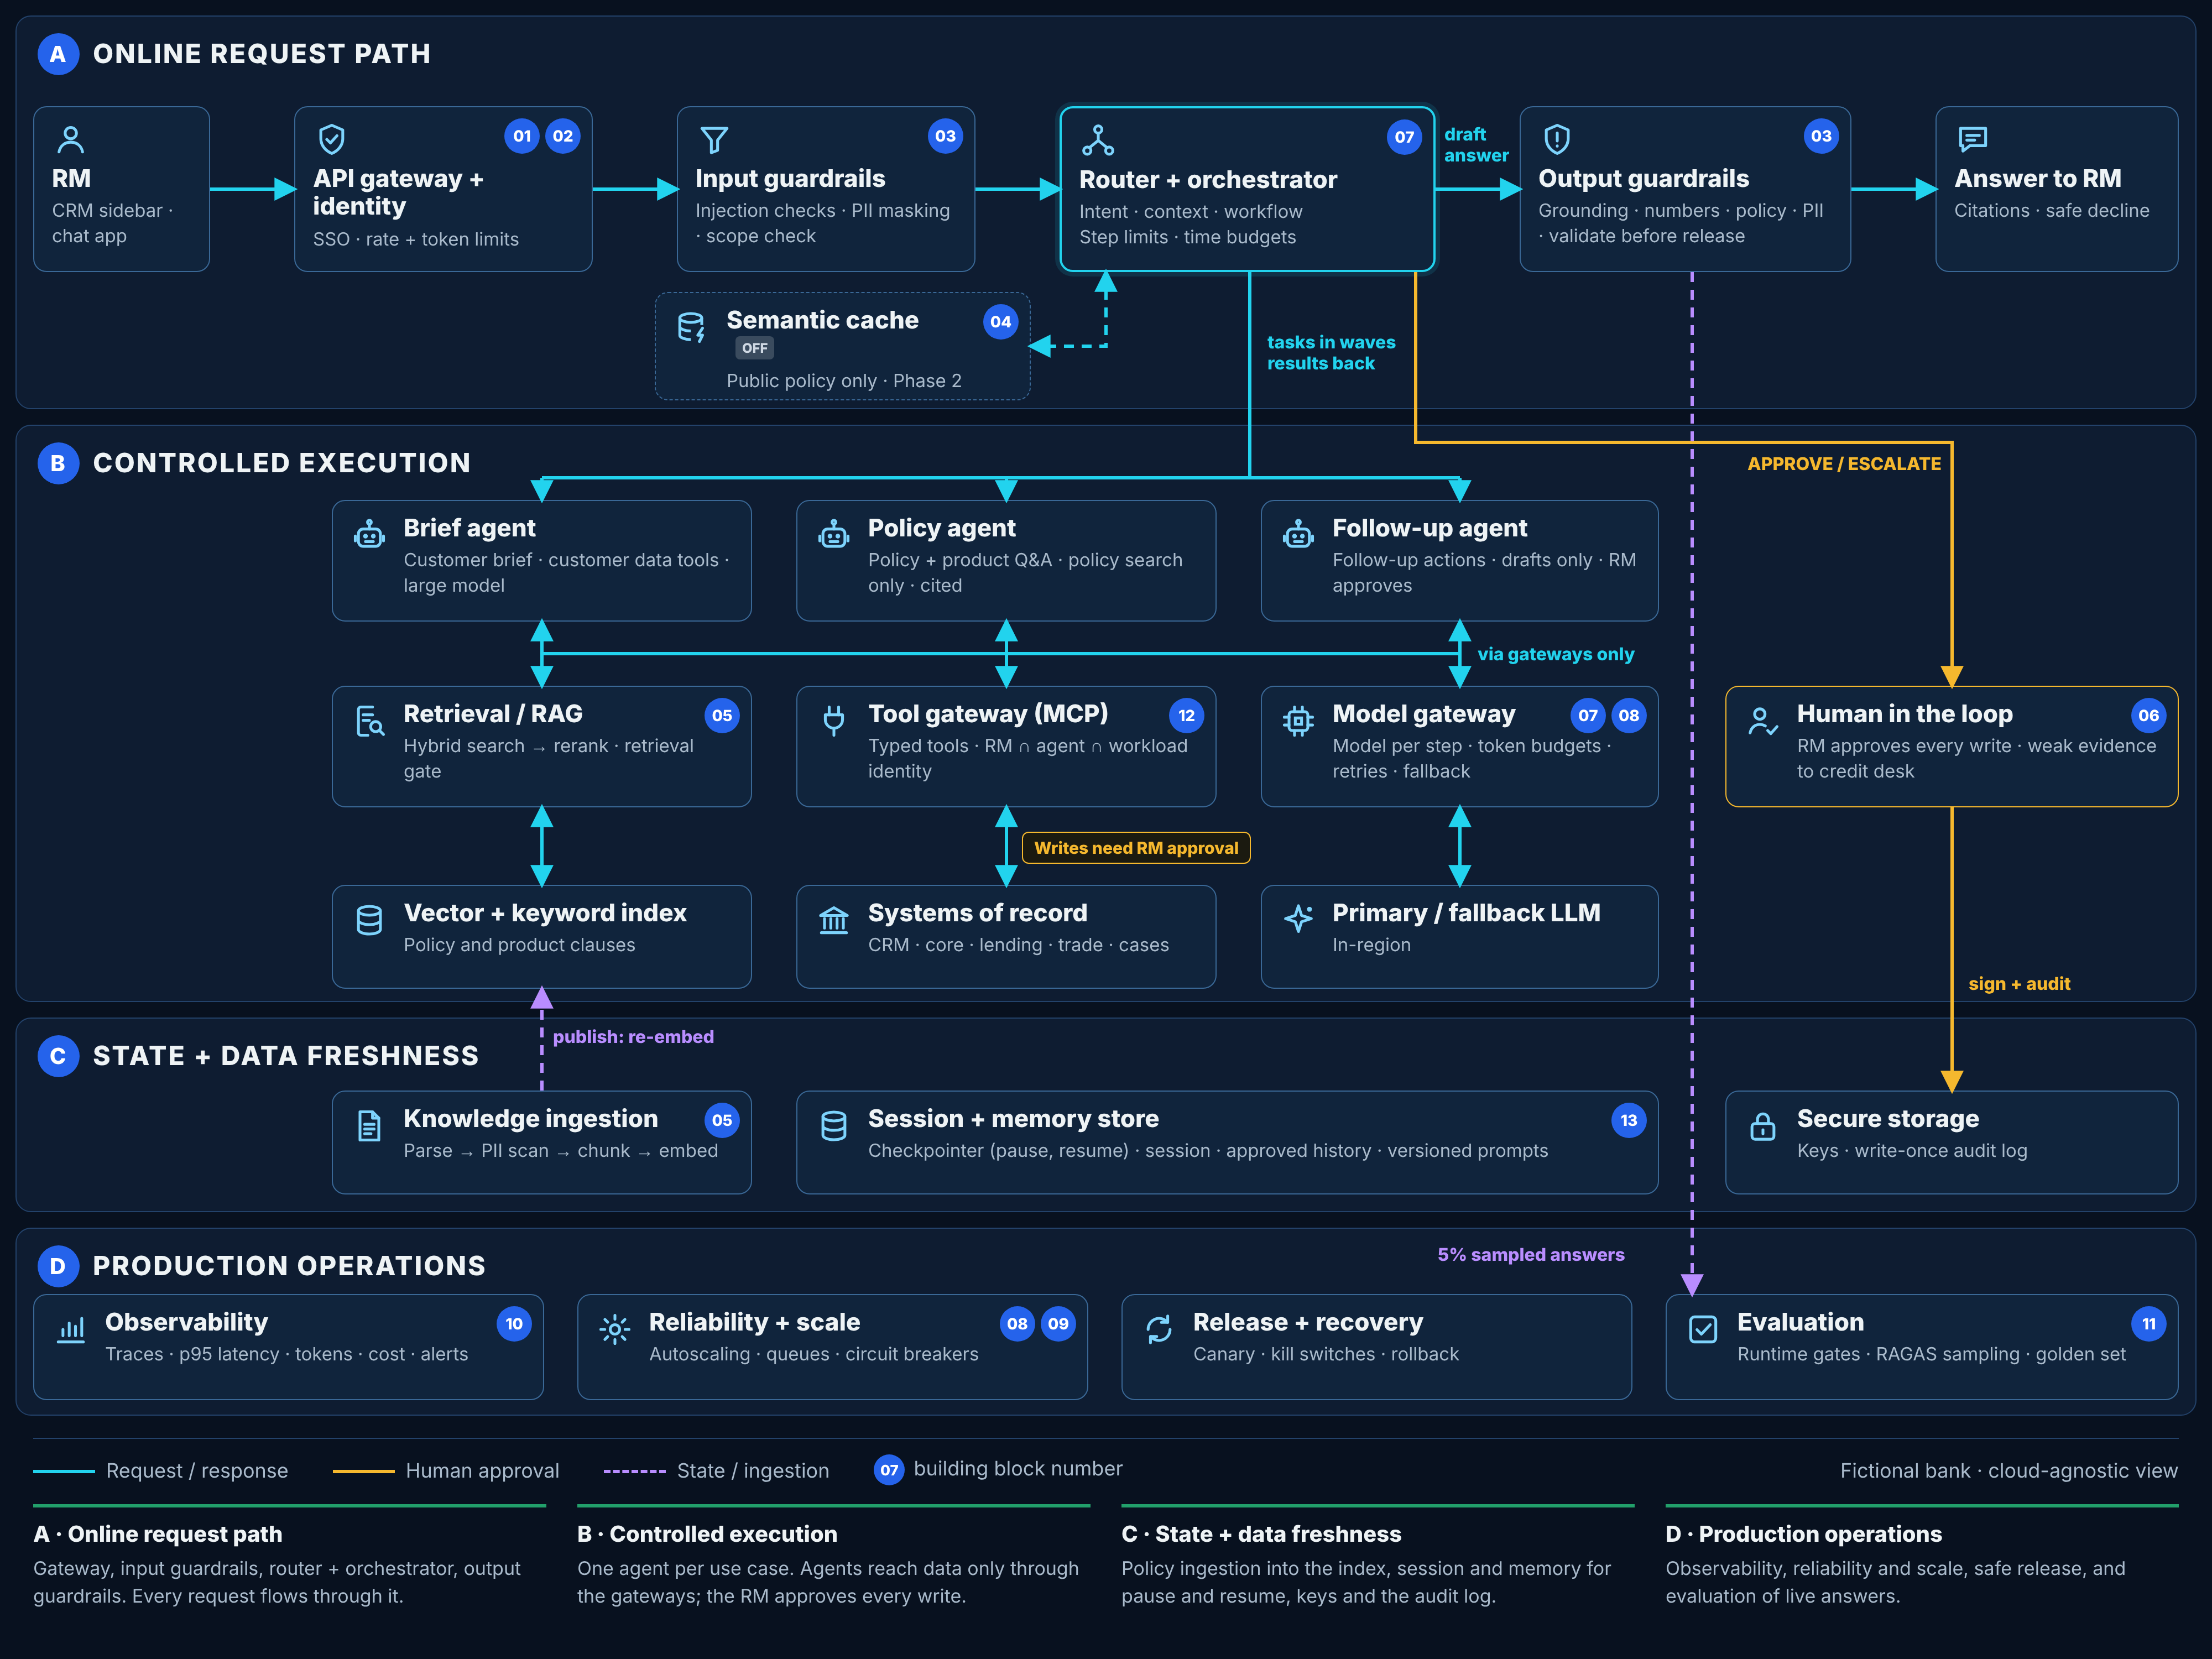 A ONLINE REQUEST PATH
RM
CRM sidebar ·
chat app
01 02
API gateway +
identity
SSO · rate + token limits
03
Input guardrails
Injection checks · PII masking
· scope check
07
Router + orchestrator
Intent · context · workflow
Step limits · time budgets
draft
answer
03
Output guardrails
Grounding · numbers · policy · PII
· validate before release
Answer to RM
Citations · safe decline
Semantic cache 04
OFF
Public policy only · Phase 2
tasks in waves
results back
B CONTROLLED EXECUTION
APPROVE / ESCALATE
Brief agent
Customer brief · customer data tools ·
large model
Policy agent
Policy + product Q&A · policy search
only · cited
Follow-up agent
Follow-up actions · drafts only · RM
approves
via gateways only
Retrieval / RAG 05
Hybrid search → rerank · retrieval
gate
Tool gateway (MCP) 12
Typed tools · RM ∩ agent ∩ workload
identity
Model gateway 07 08
Model per step · token budgets ·
retries · fallback
Human in the loop 06
RM approves every write · weak evidence
to credit desk
Writes need RM approval
Vector + keyword index
Policy and product clauses
Systems of record
CRM · core · lending · trade · cases
Primary / fallback LLM
In-region
sign + audit
C STATE + DATA FRESHNESS
publish: re-embed
Knowledge ingestion 05
Parse → PII scan → chunk → embed
Session + memory store 13
Checkpointer (pause, resume) · session · approved history · versioned prompts
Secure storage
Keys · write-once audit log
D PRODUCTION OPERATIONS
5% sampled answers
Observability 10
Traces · p95 latency · tokens · cost · alerts
Reliability + scale 08 09
Autoscaling · queues · circuit breakers
Release + recovery
Canary · kill switches · rollback
Evaluation 11
Runtime gates · RAGAS sampling · golden set
Request / response
Human approval
State / ingestion
07 building block number
Fictional bank · cloud-agnostic view
A · Online request path
Gateway, input guardrails, router + orchestrator, output
guardrails. Every request flows through it.
B · Controlled execution
One agent per use case. Agents reach data only through
the gateways; the RM approves every write.
C · State + data freshness
Policy ingestion into the index, session and memory for
pause and resume, keys and the audit log.
D · Production operations
Observability, reliability and scale, safe release, and
evaluation of live answers.